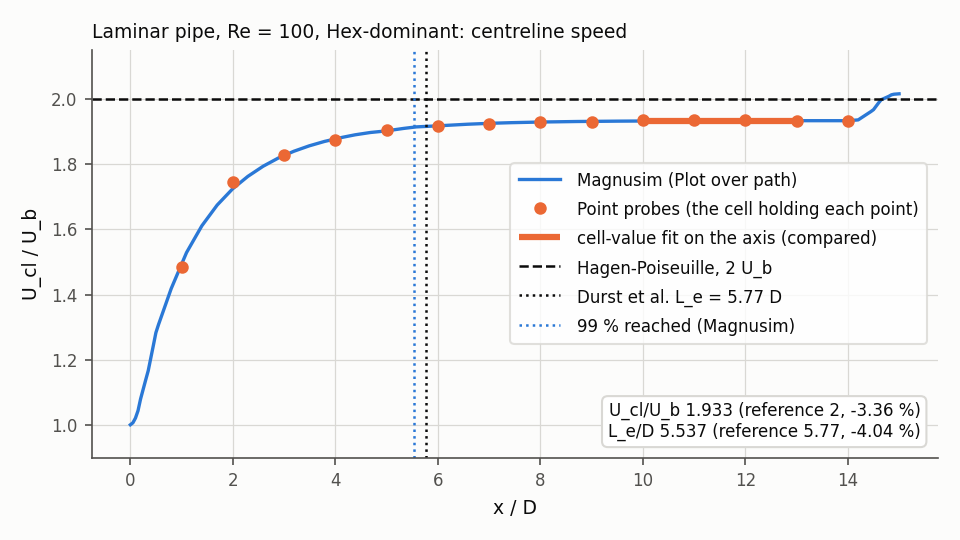 Laminar pipe, Re = 100, Hex-dominant: centreline speed
U_cl / U_b
2.0
1.8
1.6
1.4
1.2
1.0
Magnusim (Plot over path)
Point probes (the cell holding each point)
cell-value fit on the axis (compared)
Hagen-Poiseuille, 2 U_b
Durst et al. L_e = 5.77 D
99 % reached (Magnusim)
U_cl/U_b 1.933 (reference 2, -3.36 %)
L_e/D 5.537 (reference 5.77, -4.04 %)
0 2 4 6 8 10 12 14
x / D